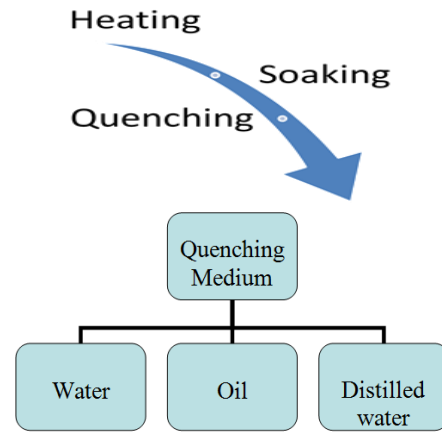 Heating
Soaking
Quenching
Quenching
Medium
Water
Oil
Distilled
water